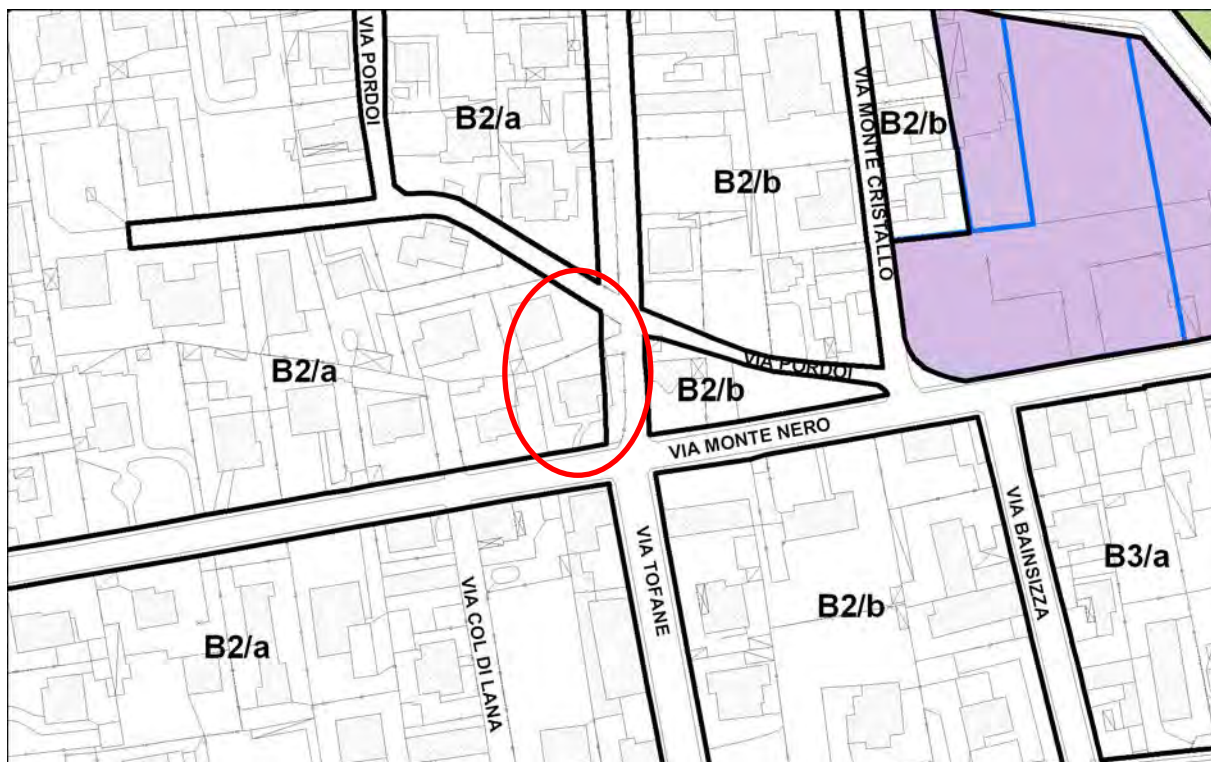 VIA PORDOI
B2/a
B2/b
VIA MONTE CRISTALLO
B2/b
B2/a
VIA PORDOI
B2/b
VIA MONTE NERO
VIA TOFANE
VIA BAINSIZZA
B3/a
B2/b
VIA COL DI LANA
B2/a